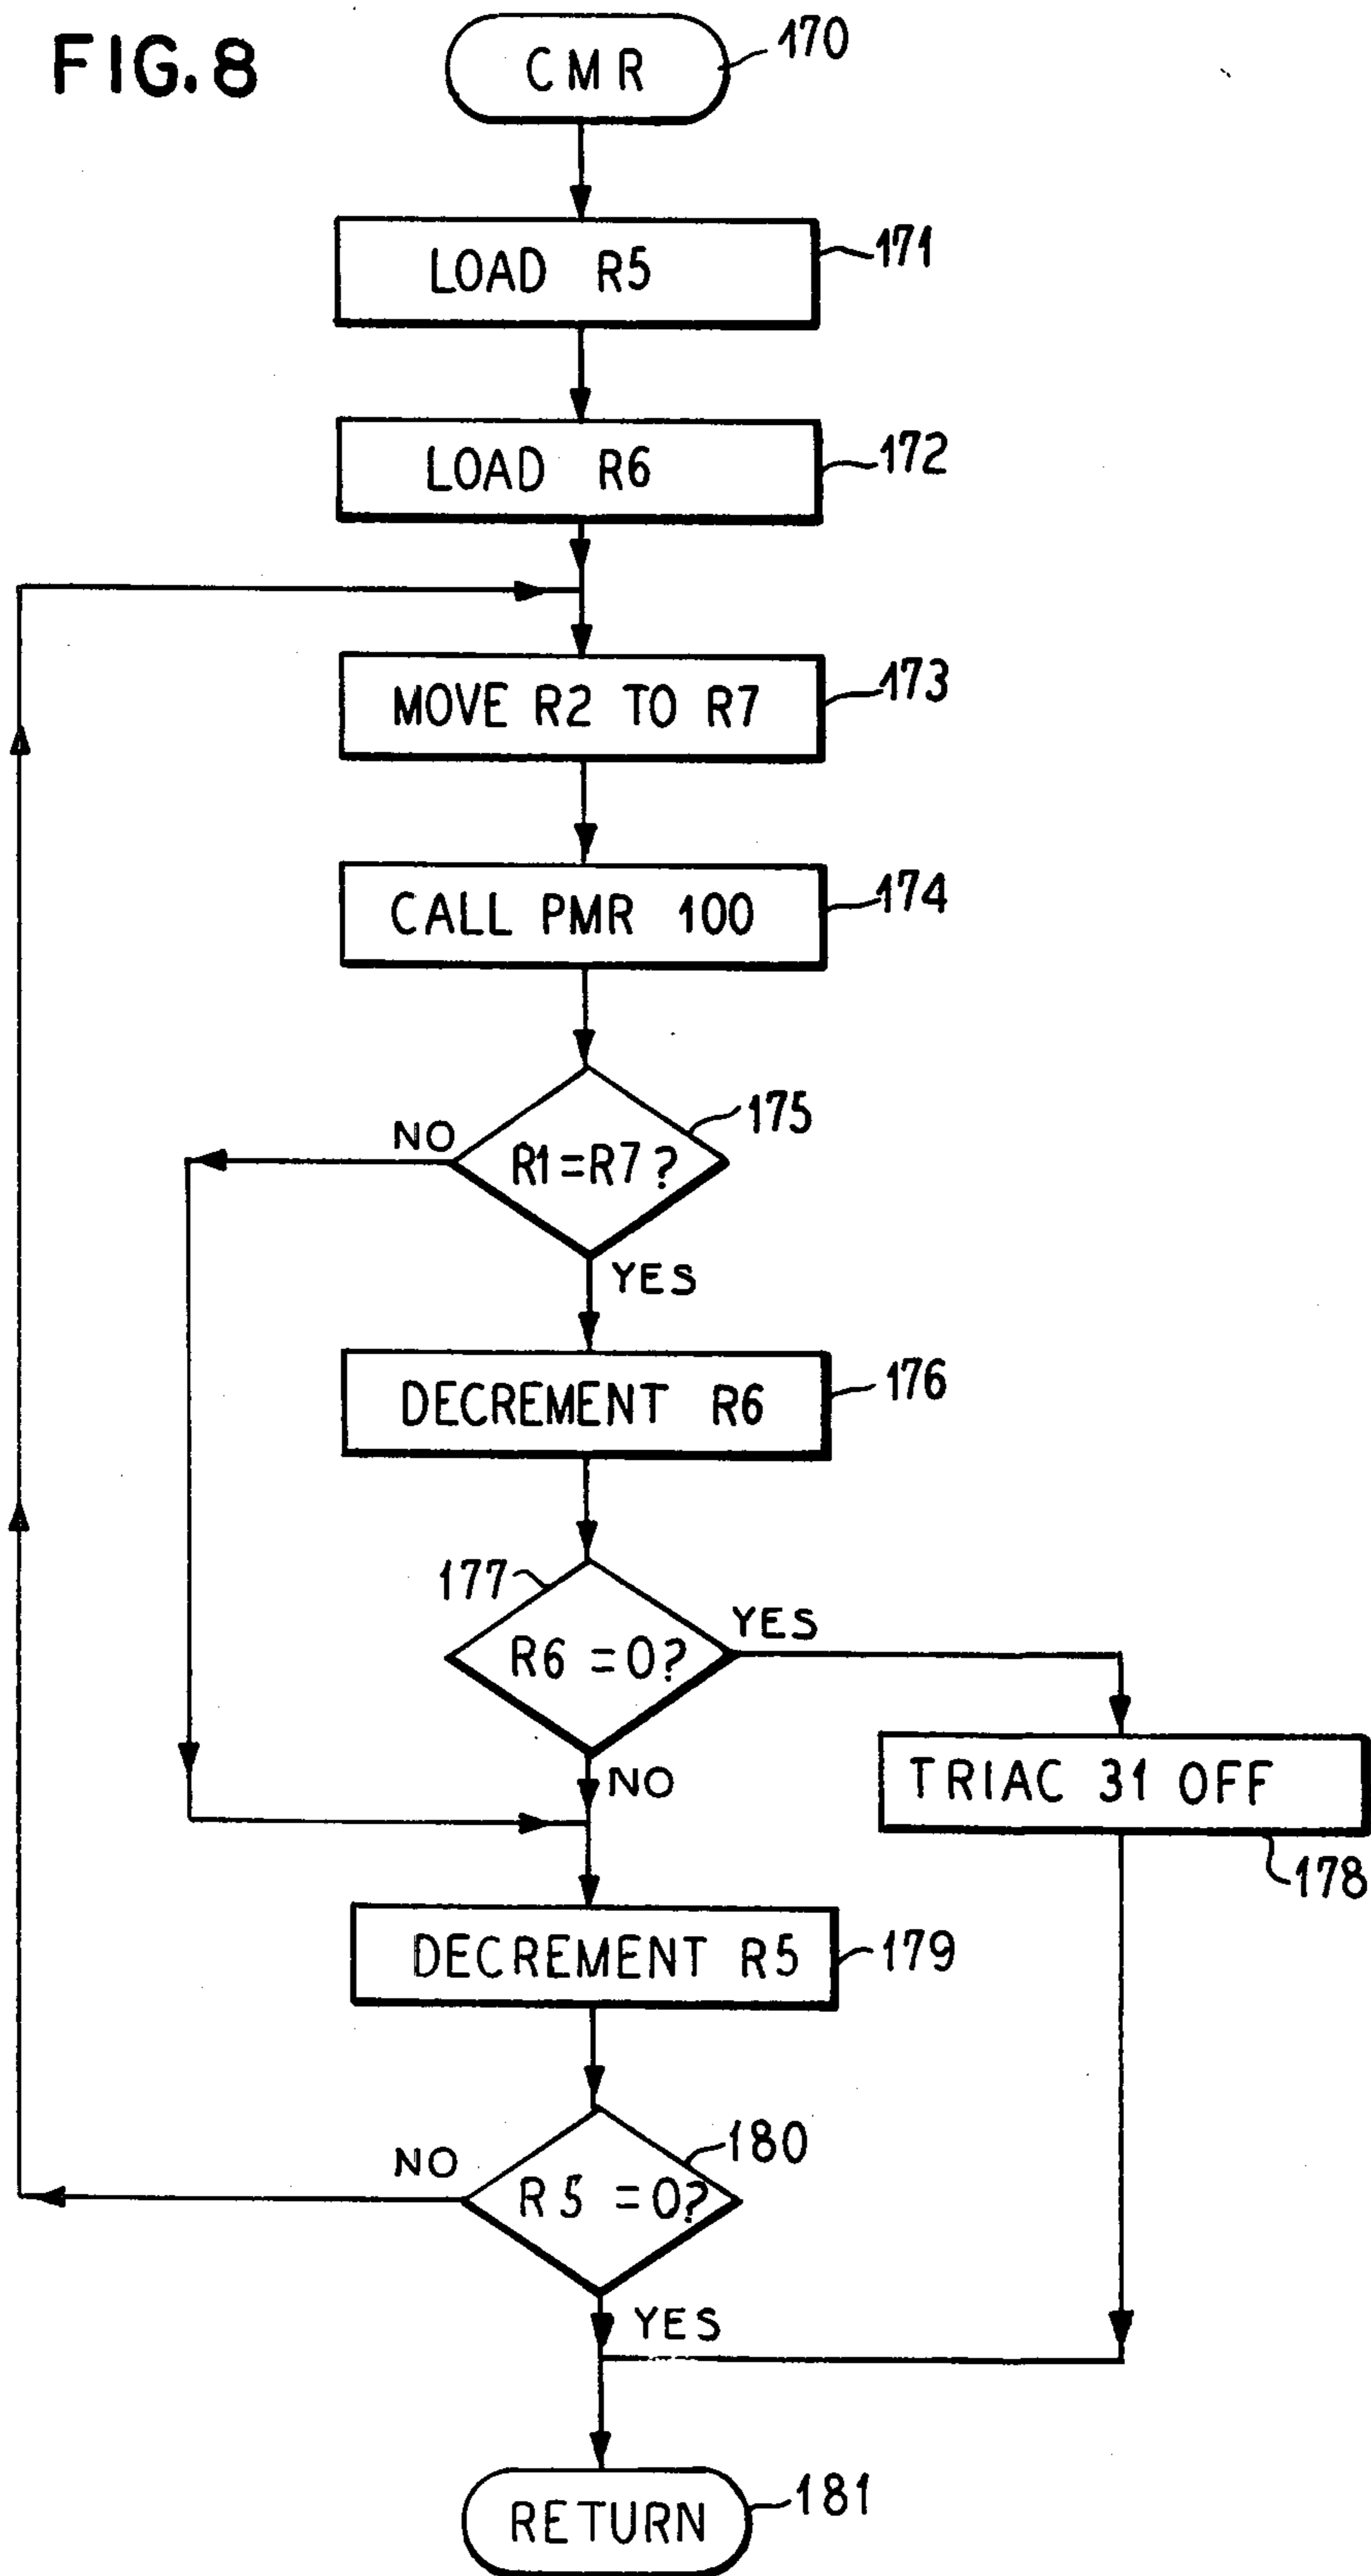 FIG. 8
CMR
170
LOAD R5
171
LOAD R6
172
MOVE R2 TO R7
173
CALL PMR 100
174
NO
R1=R7?
175
YES
DECREMENT R6
176
177
R6=0?
YES
NO
TRIAC 31 OFF
178
DECREMENT R5
179
NO
R5=0?
180
YES
RETURN
181